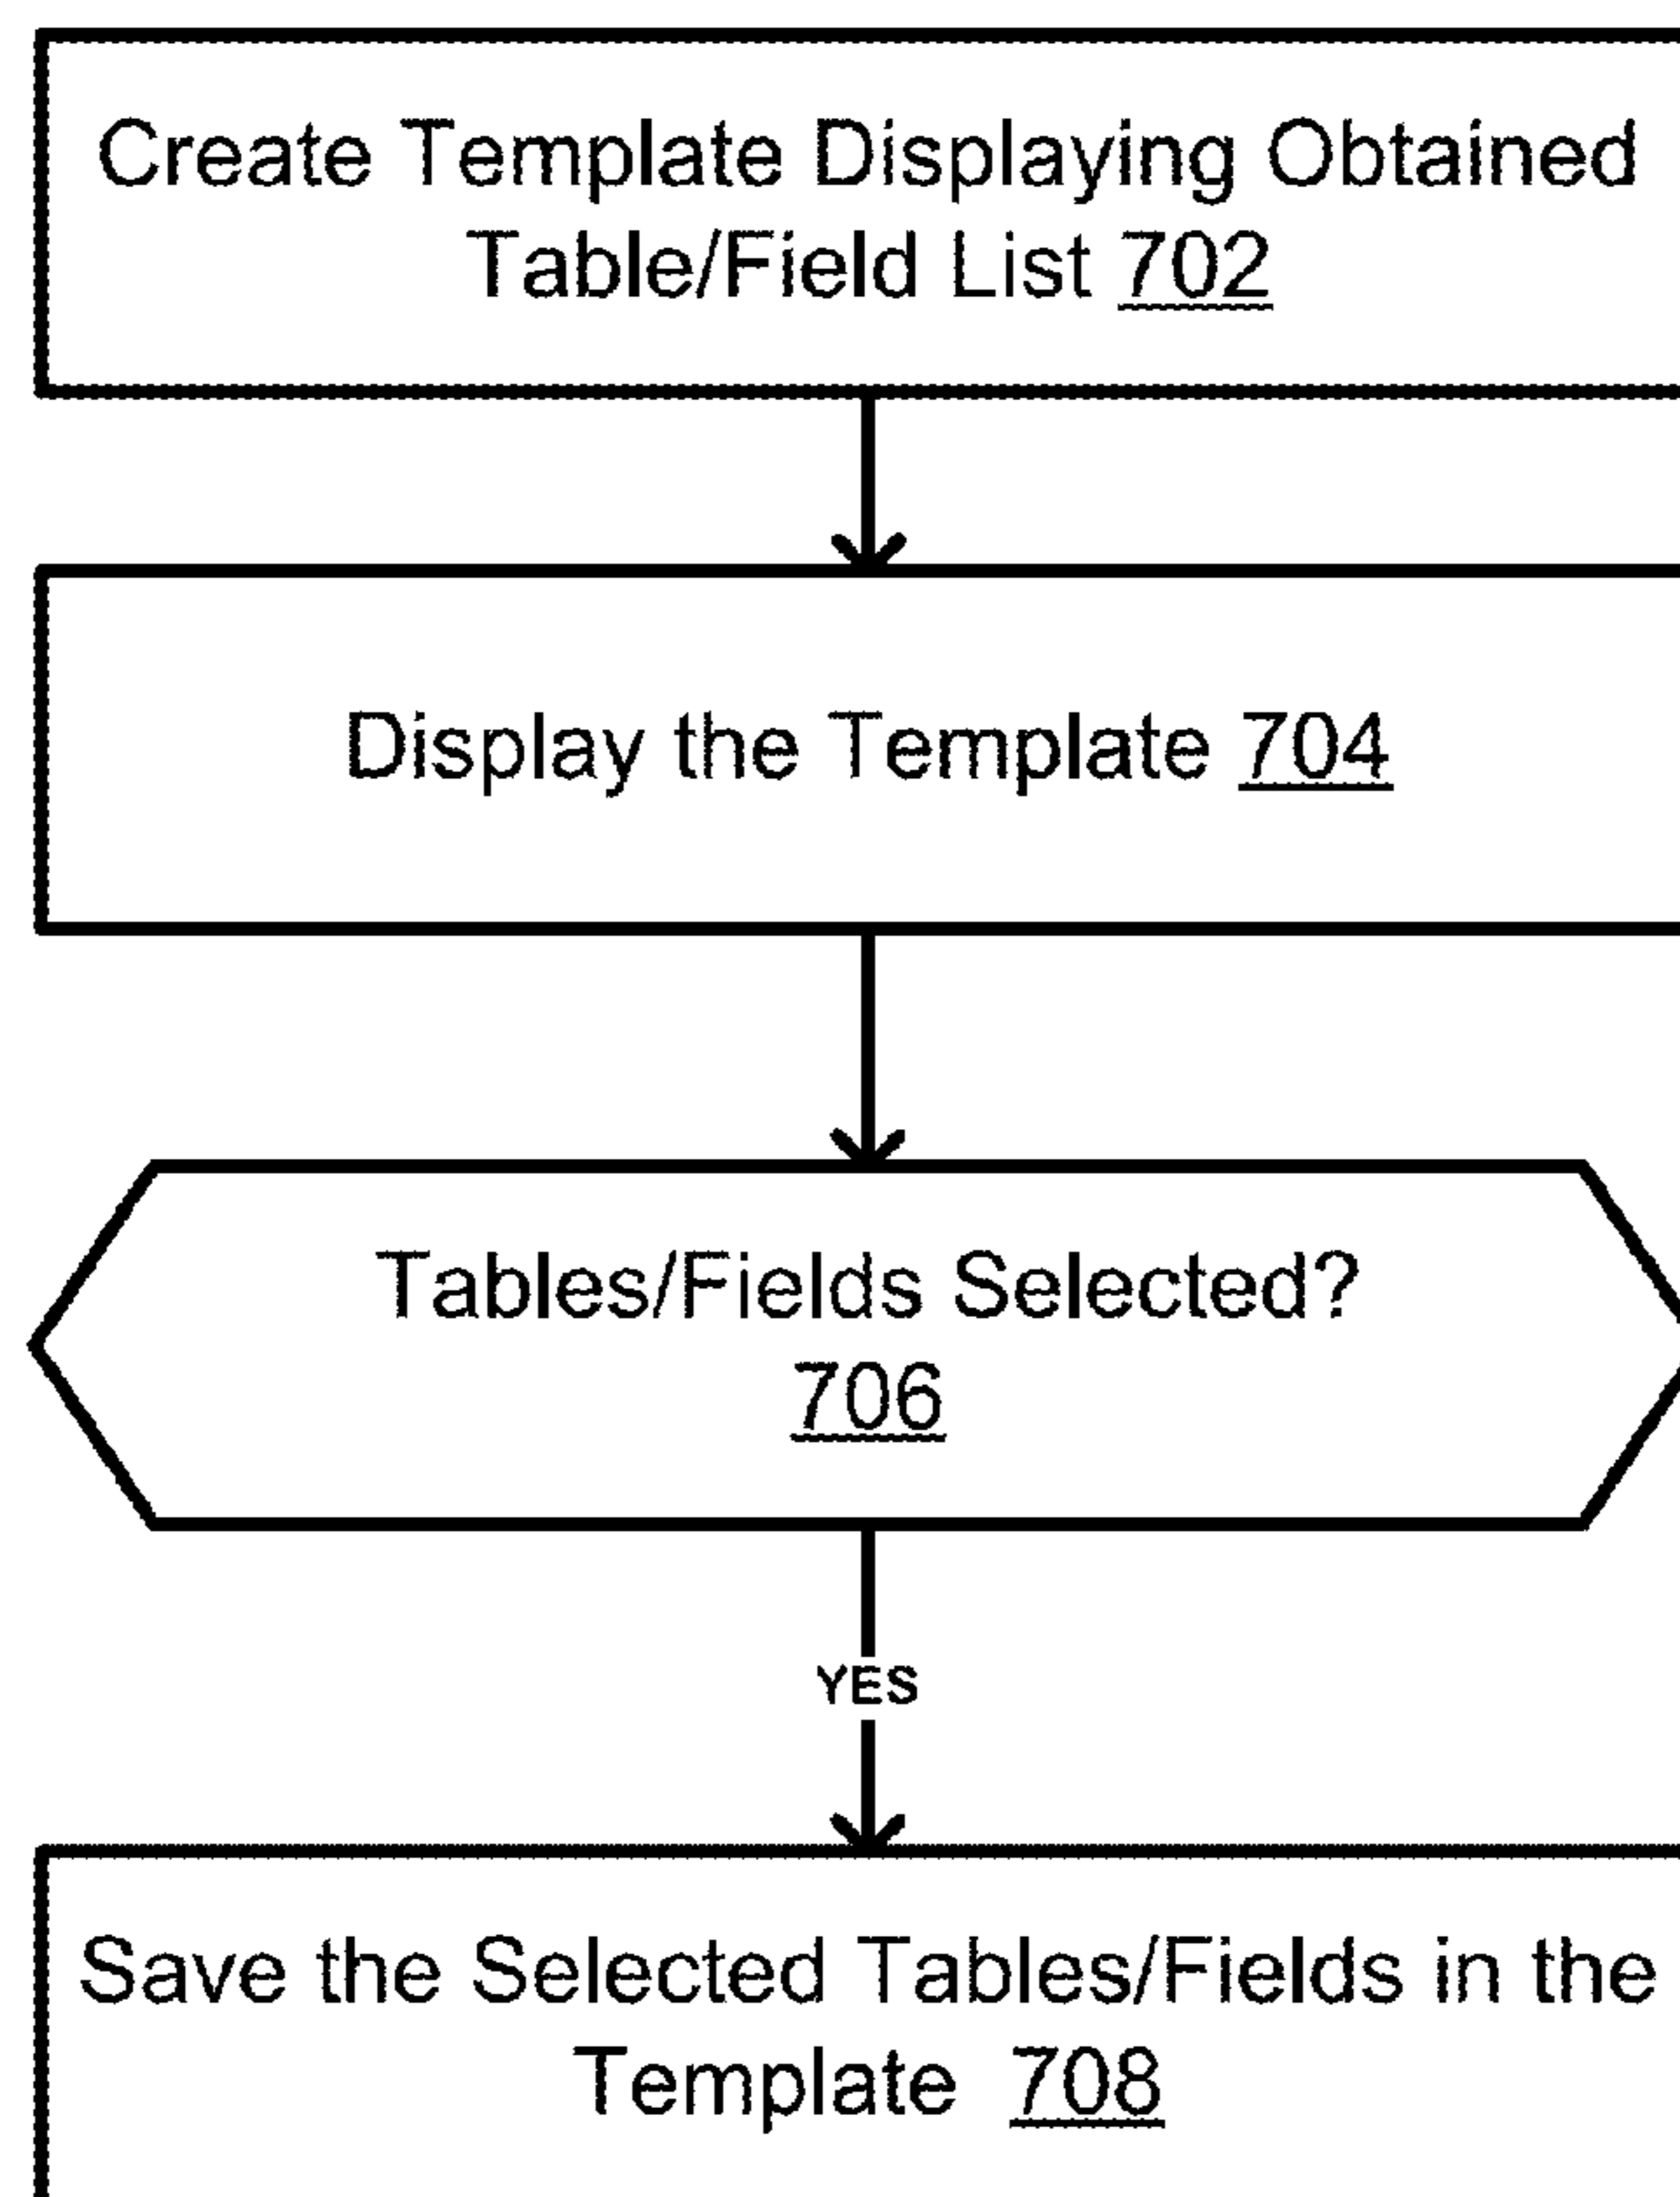 Create Template Displaying Obtained
Table/Field List 702
Display the Template 704
Tables/Fields Selected?
706
YES
Save the Selected Tables/Fields in the
Template 708